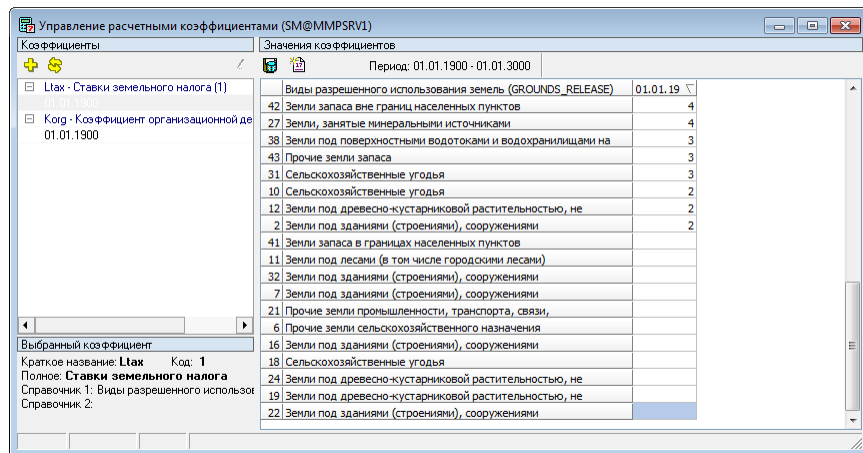 Управление расчетными коэффициентами (SM@MMPSRV1)
Коэффициенты
Значения коэффициентов
Период: 01.01.1900 - 01.01.3000
Ltax - Ставки земельного налога (1)
01.01.1900
Korg - Коэффициент организационной де
01.01.1900
Виды разрешенного использования земель (GROUNDS_RELEASE) 01.01.19
42 Земли запаса вне границ населенных пунктов 4
27 Земли, занятые минеральными источниками 4
38 Земли под поверхностными водотоками и водохранилищами на 3
43 Прочие земли запаса 3
31 Сельскохозяйственные угодья 3
10 Сельскохозяйственные угодья 2
12 Земли под древесно-кустарниковой растительностью, не 2
2 Земли под зданиями (строениями), сооружениями 2
41 Земли запаса в границах населенных пунктов
11 Земли под лесами (в том числе городскими лесами)
32 Земли под зданиями (строениями), сооружениями
7 Земли под зданиями (строениями), сооружениями
21 Прочие земли промышленности, транспорта, связи,
6 Прочие земли сельскохозяйственного назначения
16 Земли под зданиями (строениями), сооружениями
18 Сельскохозяйственные угодья
24 Земли под древесно-кустарниковой растительностью, не
19 Земли под древесно-кустарниковой растительностью, не
22 Земли под зданиями (строениями), сооружениями
Выбранный коэффициент
Краткое название: Ltax Код: 1
Полное: Ставки земельного налога
Справочник 1: Виды разрешенного использов
Справочник 2: